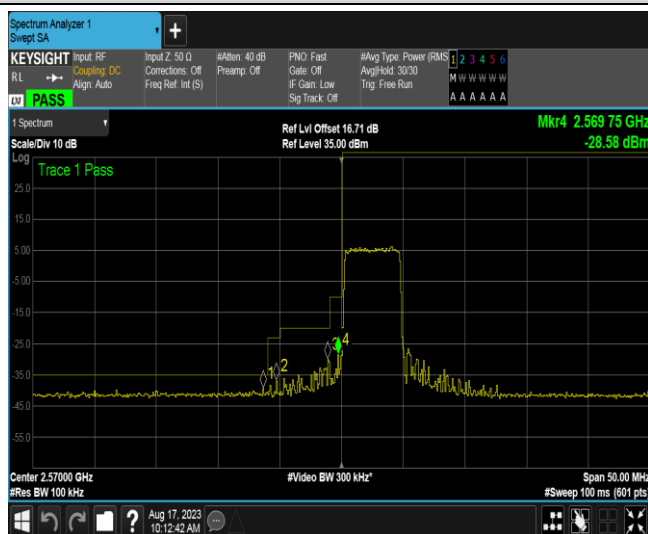 Spectrum Analyzer 1
Swept SA
+
KEYSIGHT
RL
LXI PASS
Input: RF
Coupling: DC
Align: Auto
Input Z: 50 Ω
Corrections: Off
Freq Ref: Int (S)
#Atten: 40 dB
Preamp: Off
PNO: Fast
Gate: Off
IF Gain: Low
Sig Track: Off
#Avg Type: Power (RMS
Avg|Hold: 30/30
Trig: Free Run
1 2 3 4 5 6
M W W W W W
A A A A A A
1 Spectrum
Scale/Div 10 dB
Ref Lvl Offset 16.71 dB
Ref Level 35.00 dBm
Mkr4 2.569 75 GHz
-28.58 dBm
Log
Trace 1 Pass
25.0
15.0
5.00
-5.00
-15.0
-25.0
-35.0
-45.0
-55.0
1
2
3
4
Center 2.57000 GHz
#Res BW 100 kHz
#Video BW 300 kHz*
Span 50.00 MHz
#Sweep 100 ms (601 pts)
?
Aug 17, 2023
10:12:42 AM